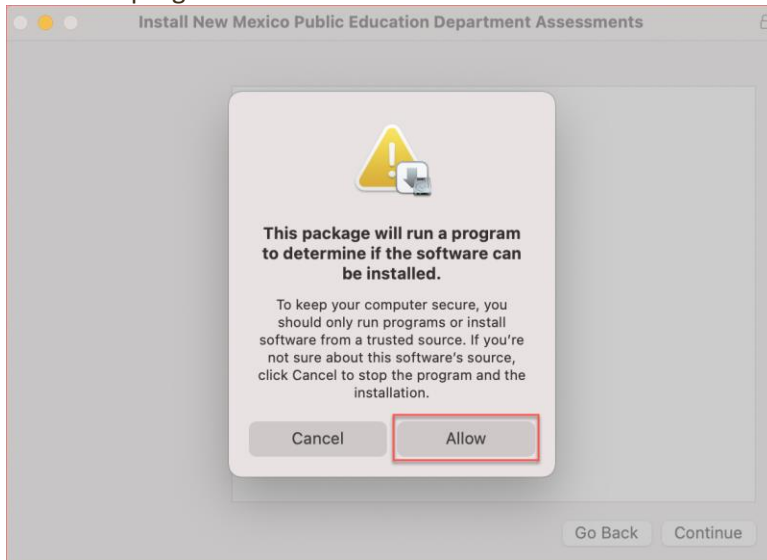 Install New Mexico Public Education Department Assessments
This package will run a program
to determine if the software can
be installed.
To keep your computer secure, you
should only run programs or install
software from a trusted source. If you're
not sure about this software's source,
click Cancel to stop the program and the
installation.
Cancel Allow
Go Back Continue